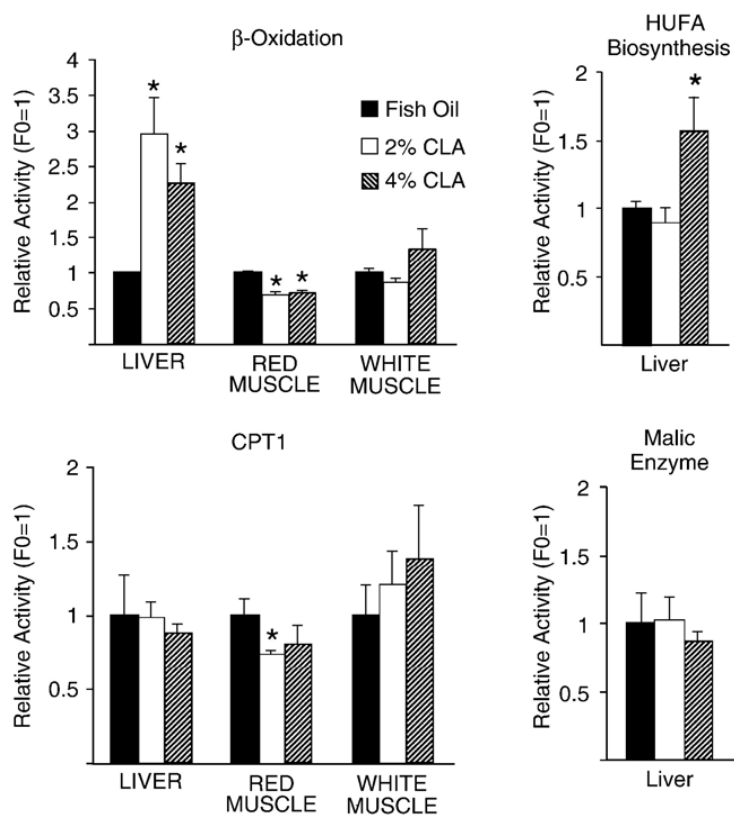 β-Oxidation
Relative Activity (F0=1)
4
3.5
3
2.5
2
1.5
1
0.5
*
*
*
*
Fish Oil
2% CLA
4% CLA
LIVER
RED
MUSCLE
WHITE
MUSCLE
HUFA
Biosynthesis
Relative Activity (F0=1)
2
1.5
1
0.5
*
Liver
CPT1
Relative Activity (F0=1)
2
1.5
1
0.5
*
LIVER
RED
MUSCLE
WHITE
MUSCLE
Malic
Enzyme
Relative Activity (F0=1)
2
1.5
1
0.5
Liver